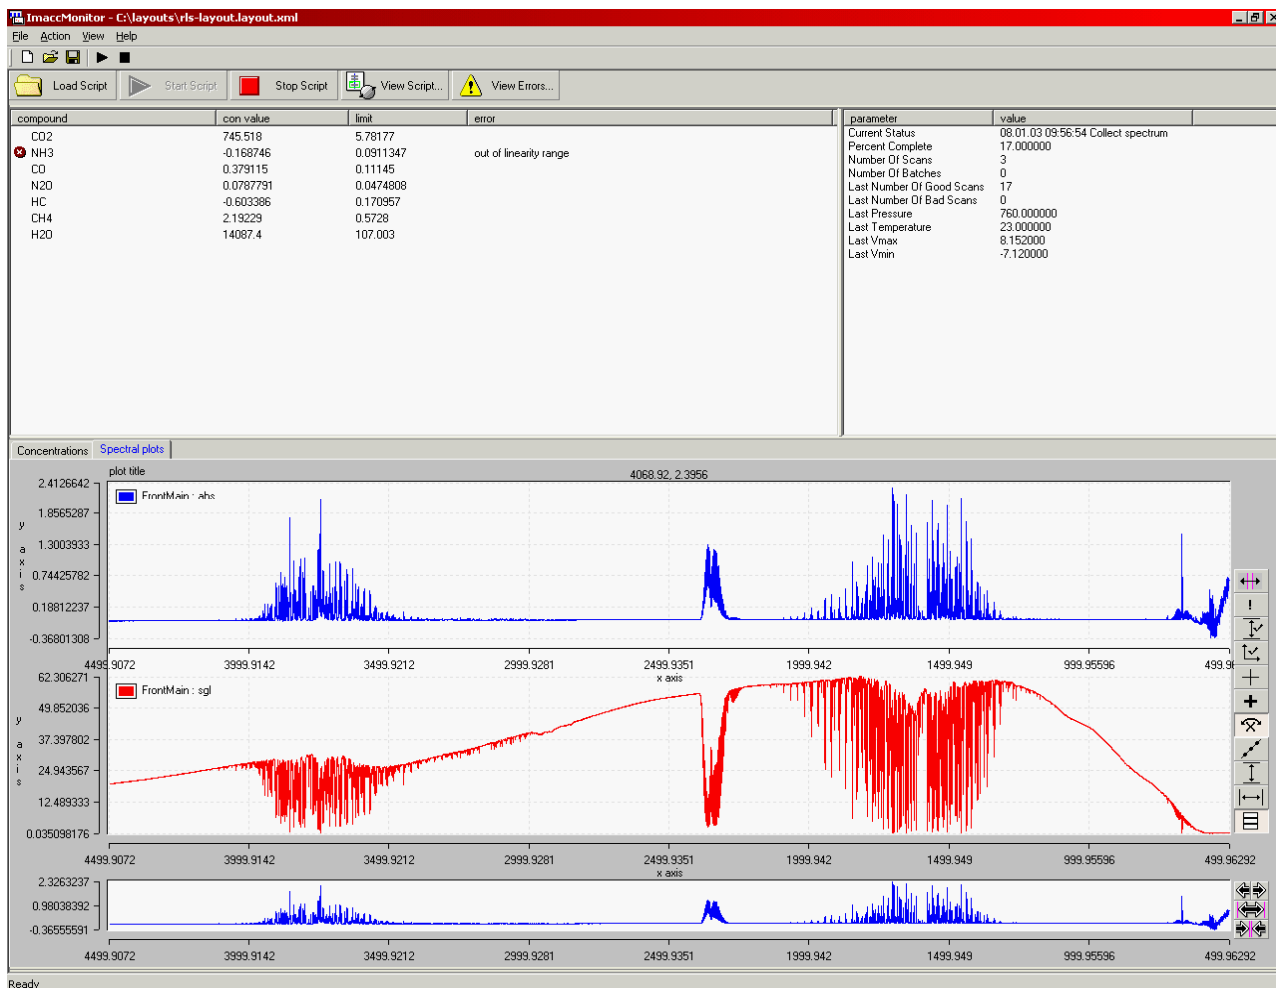 ImaccMonitor - C:\layouts\rls-layout.layout.xml
File Action View Help
Load Script Start Script Stop Script View Script... View Errors...
compound con value limit error
CO2 745.518 5.78177
NH3 -0.168746 0.0911347 out of linearity range
CO 0.379115 0.11145
N2O 0.0787791 0.0474808
HC -0.603386 0.170957
CH4 2.19229 0.5728
H2O 14087.4 107.003
parameter value
Current Status 08.01.03 09:56:54 Collect spectrum
Percent Complete 17.000000
Number Of Scans 3
Number Of Batches 0
Last Number Of Good Scans 17
Last Number Of Bad Scans 0
Last Pressure 760.000000
Last Temperature 23.000000
Last Vmax 8.152000
Last Vmin -7.120000
Concentrations Spectral plots
plot title 4068.92, 2.3956
2.4126642
FrontMain : abs
1.8565287
1.3003933
0.74425782
0.18812237
-0.36801308
y axis
4499.9072 3999.9142 3499.9212 2999.9281 2499.9351 1999.942 1499.949 999.95596 499.96
x axis
62.306271
FrontMain : sgl
49.852036
37.397802
24.943567
12.489333
0.035098176
y axis
4499.9072 3999.9142 3499.9212 2999.9281 2499.9351 1999.942 1499.949 999.95596 499.96292
x axis
2.3263237
0.98038392
-0.36555591
4499.9072 3999.9142 3499.9212 2999.9281 2499.9351 1999.942 1499.949 999.95596 499.96292
Ready